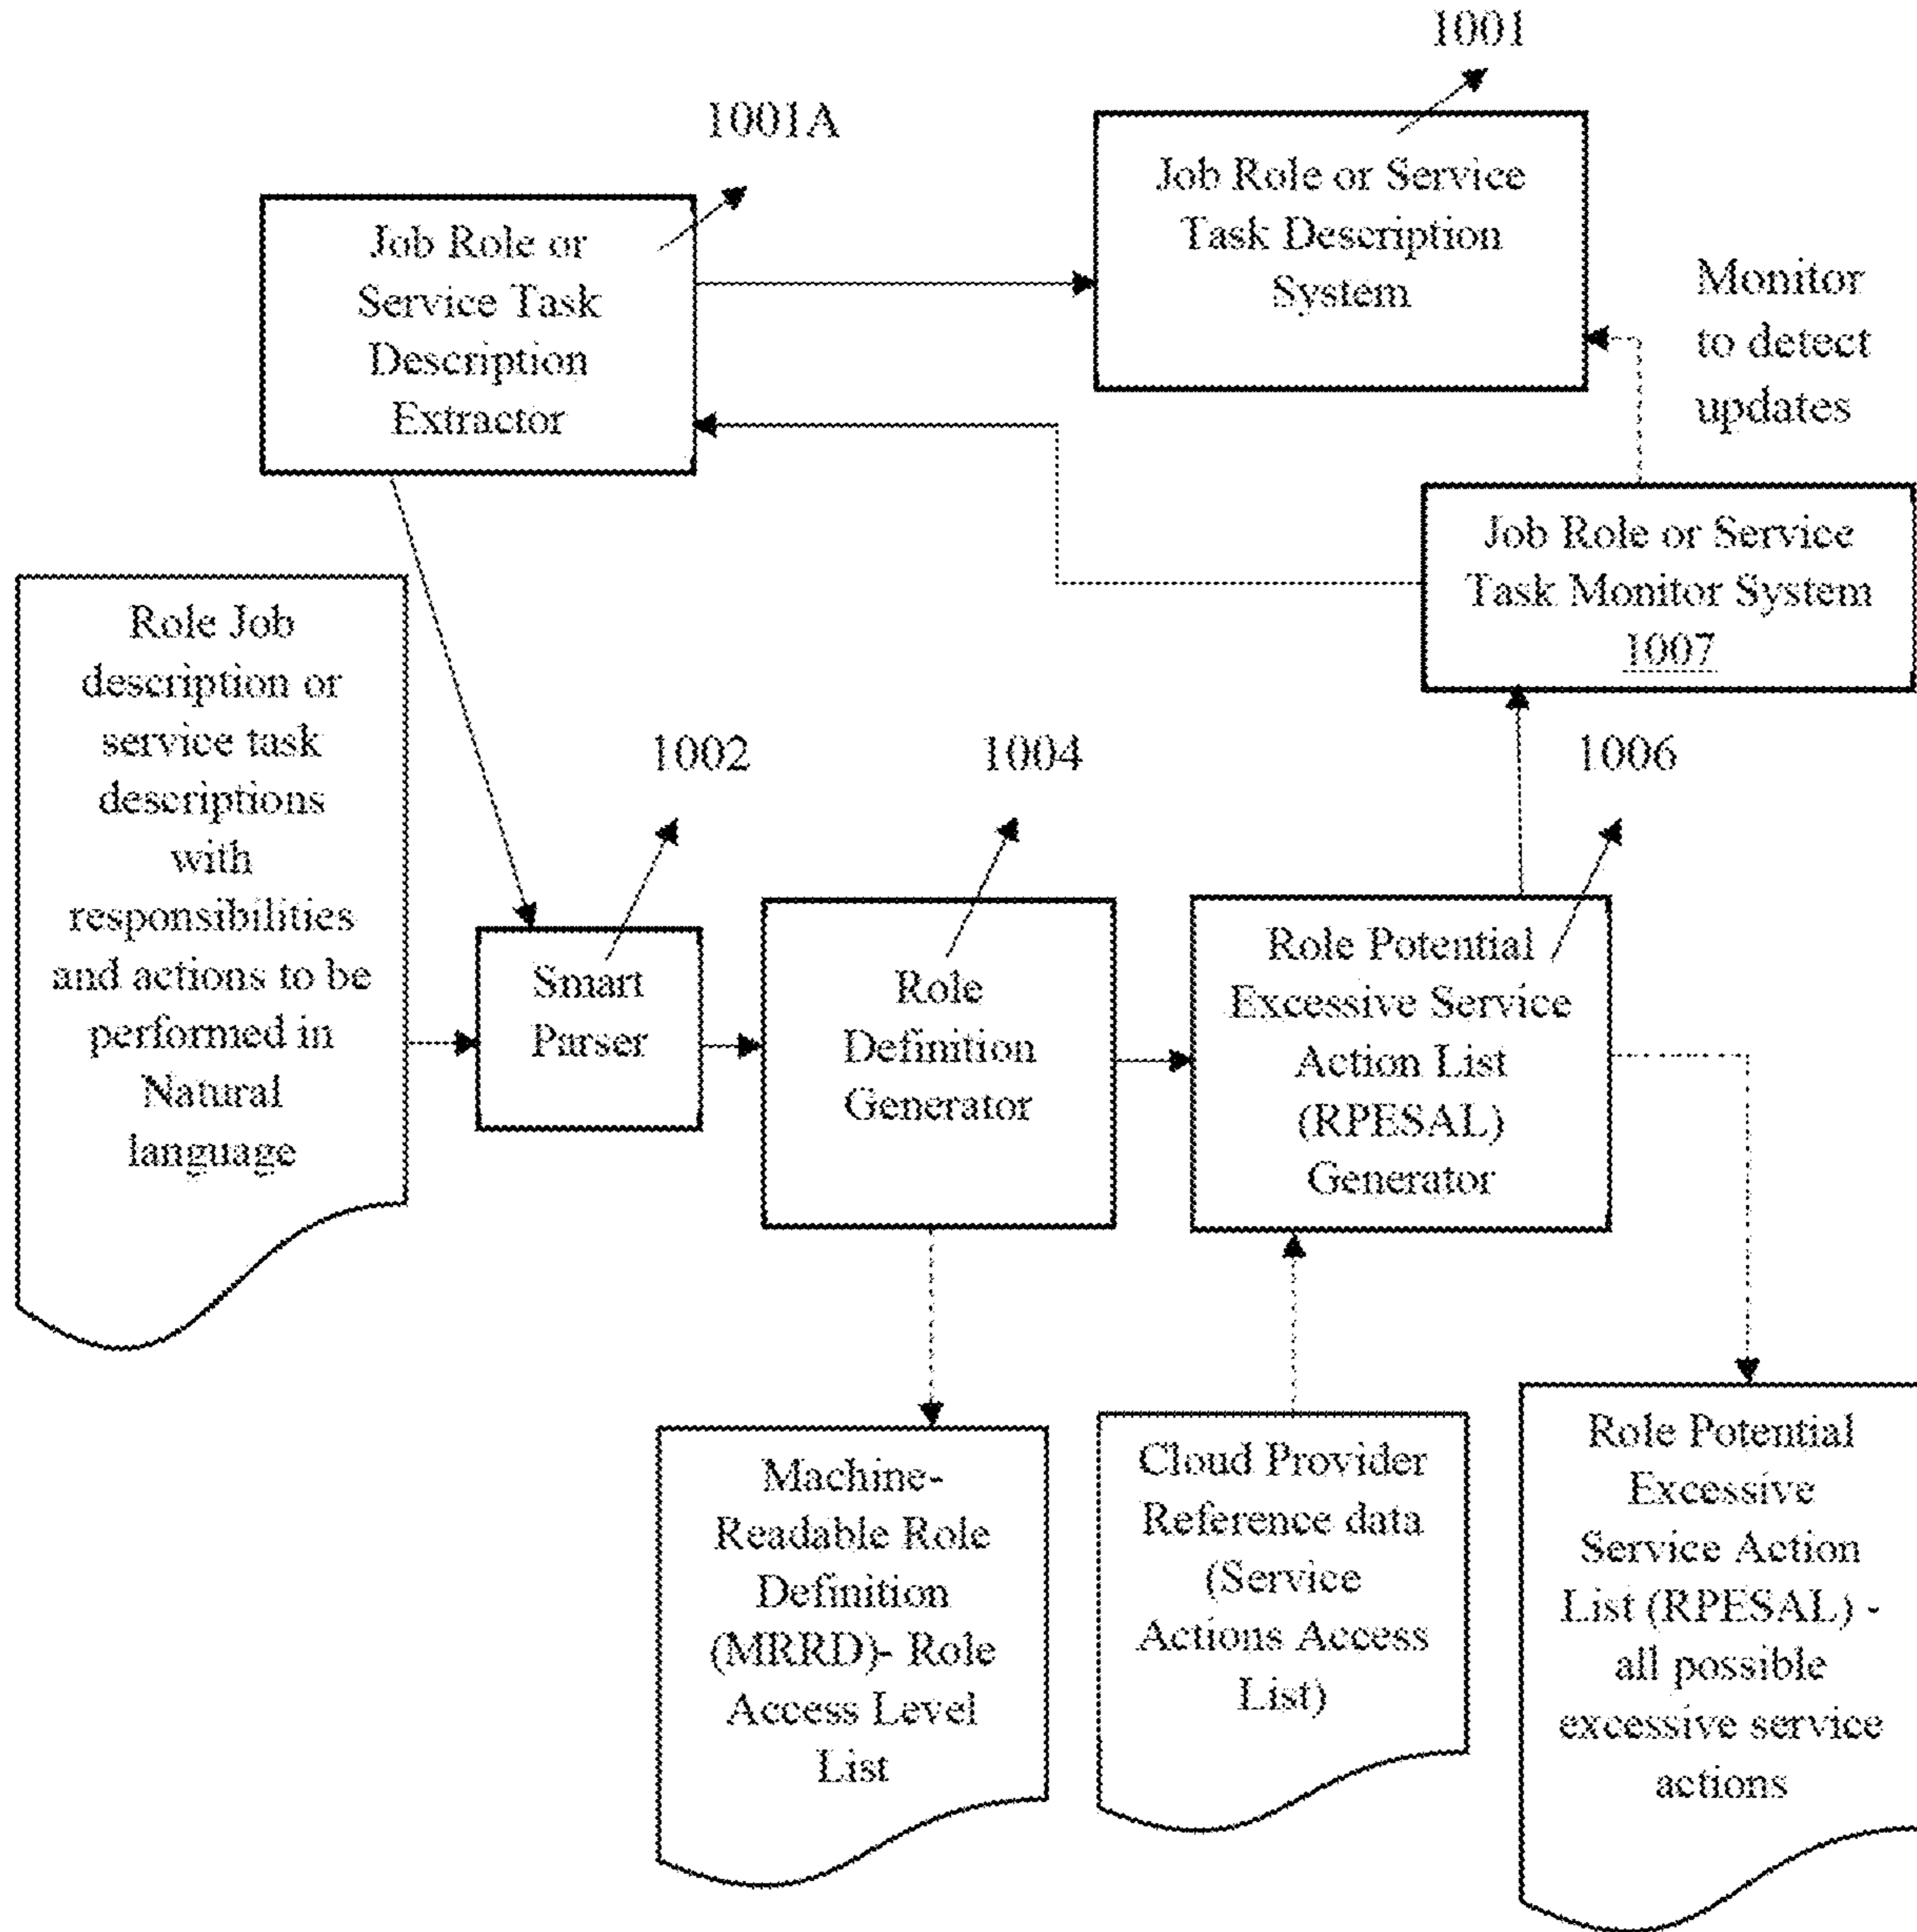 1001
1001A
Job Role or Service
Task Description
System
Job Role or
Service Task
Description
Extractor
Monitor
to detect
updates
Job Role or Service
Task Monitor System
1007
Role Job
description or
service task
descriptions
with
responsibilities
and actions to be
performed in
Natural
language
1002
1004
1006
Smart
Parser
Role
Definition
Generator
Role Potential
Excessive Service
Action List
(RPESAL)
Generator
Machine-
Readable Role
Definition
(MRRD)- Role
Access Level
List
Cloud Provider
Reference data
(Service
Actions Access
List)
Role Potential
Excessive
Service Action
List (RPESAL) -
all possible
excessive service
actions